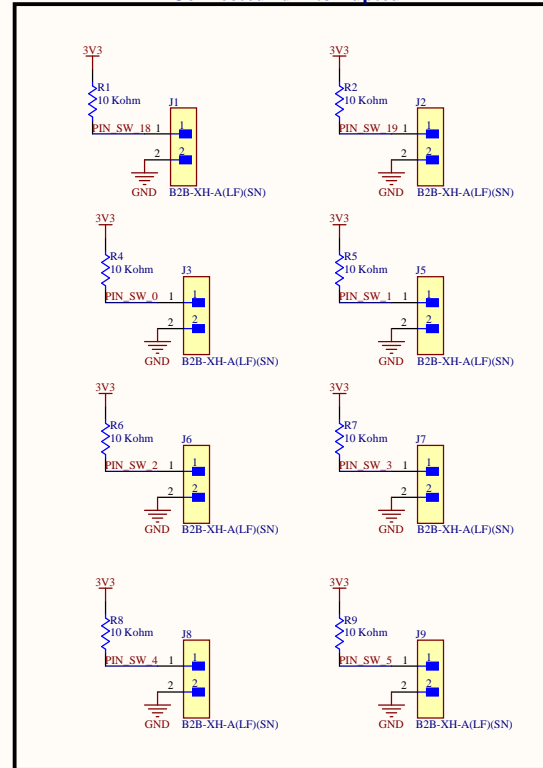 3V3
R1
10 Kohm
J1
PIN_SW_18 1 1
2 2
GND B2B-XH-A(LF)(SN)
3V3
R2
10 Kohm
J2
PIN_SW_19 1 1
2 2
GND B2B-XH-A(LF)(SN)
3V3
R4
10 Kohm
J3
PIN_SW_0 1 1
2 2
GND B2B-XH-A(LF)(SN)
3V3
R5
10 Kohm
J5
PIN_SW_1 1 1
2 2
GND B2B-XH-A(LF)(SN)
3V3
R6
10 Kohm
J6
PIN_SW_2 1 1
2 2
GND B2B-XH-A(LF)(SN)
3V3
R7
10 Kohm
J7
PIN_SW_3 1 1
2 2
GND B2B-XH-A(LF)(SN)
3V3
R8
10 Kohm
J8
PIN_SW_4 1 1
2 2
GND B2B-XH-A(LF)(SN)
3V3
R9
10 Kohm
J9
PIN_SW_5 1 1
2 2
GND B2B-XH-A(LF)(SN)